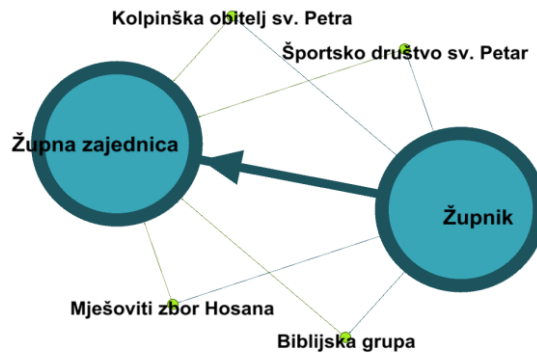 Kolpinška obitelj sv. Petra
Športsko društvo sv. Petar
Župna zajednica
Župnik
Mješoviti zbor Hosana
Biblijska grupa